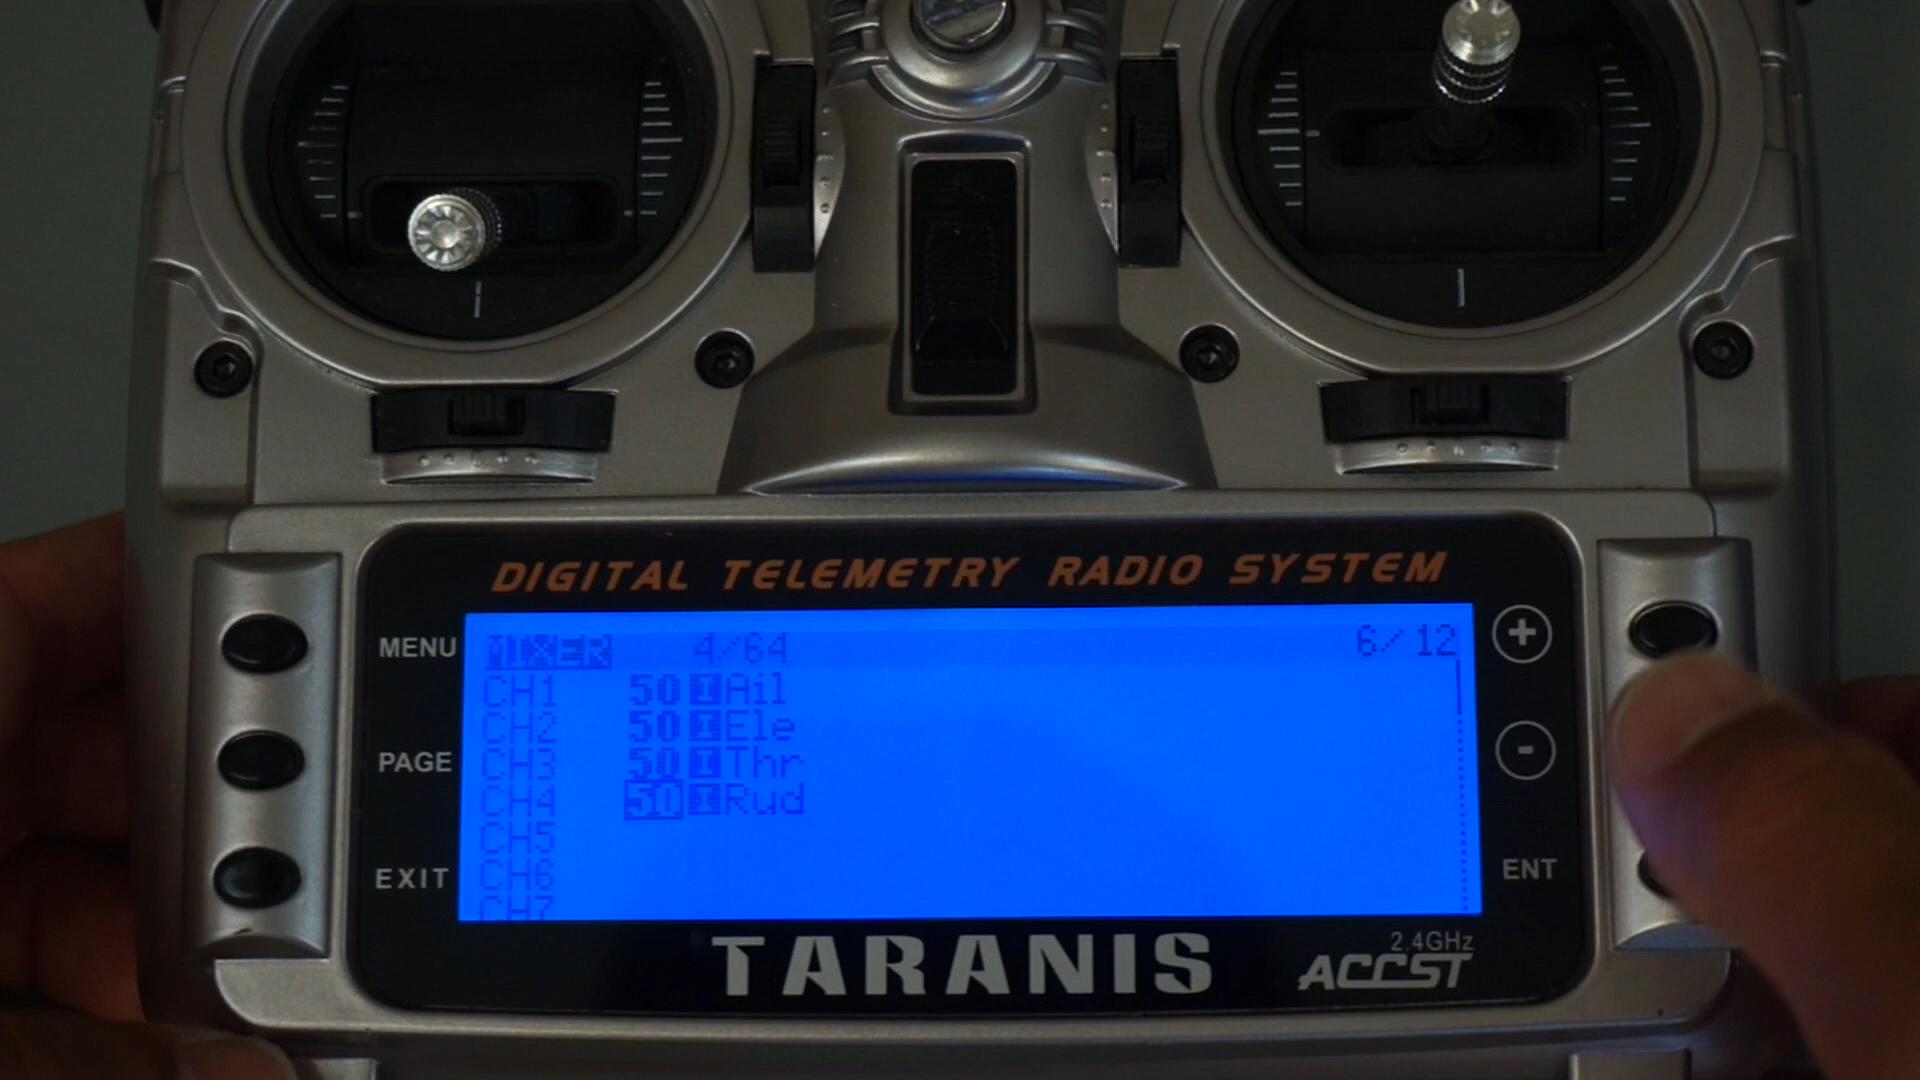 DIGITAL TELEMETRY RADIO SYSTEM
MENU
PAGE
EXIT
MIXER 4/64 6/12
CH1 50 I Ail
CH2 50 I Ele
CH3 50 I Thr
CH4 50 I Rud
CH5
CH6
CH7
+
-
ENT
TARANIS
2.4GHz
ACCST